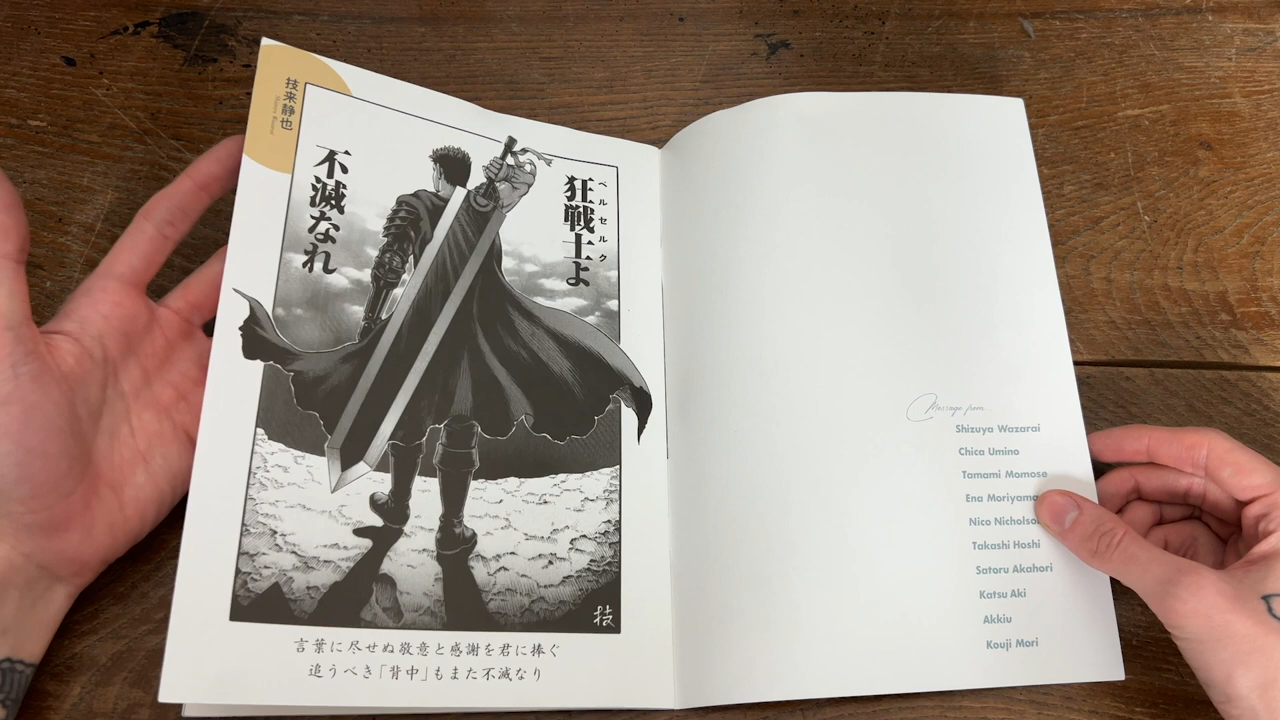 技来静也
ベルセルク
狂戦士よ
不滅なれ
技
言葉に尽せぬ敬意と感謝を君に捧ぐ
追うべき「背中」もまた不滅なり
Message from...
Shizuya Wazarai
Chica Umino
Tamami Momose
Ena Moriyama
Nico Nicholson
Takashi Hoshi
Satoru Akahori
Katsu Aki
Akkiu
Kouji Mori